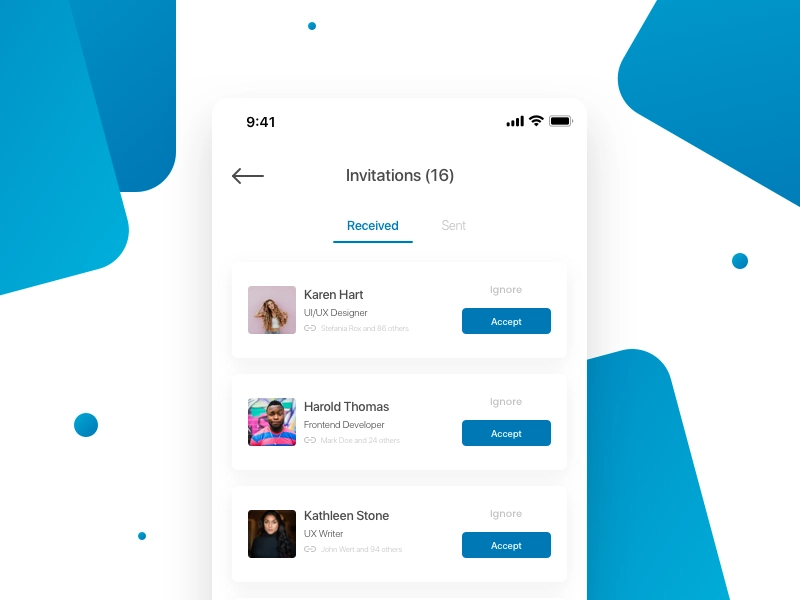 9:41
Invitations (16)
Received
Sent
Karen Hart
UI/UX Designer
Stefania Rox and 86 others
Ignore
Accept
Harold Thomas
Frontend Developer
Mark Doe and 24 others
Ignore
Accept
Kathleen Stone
UX Writer
John Wert and 94 others
Ignore
Accept